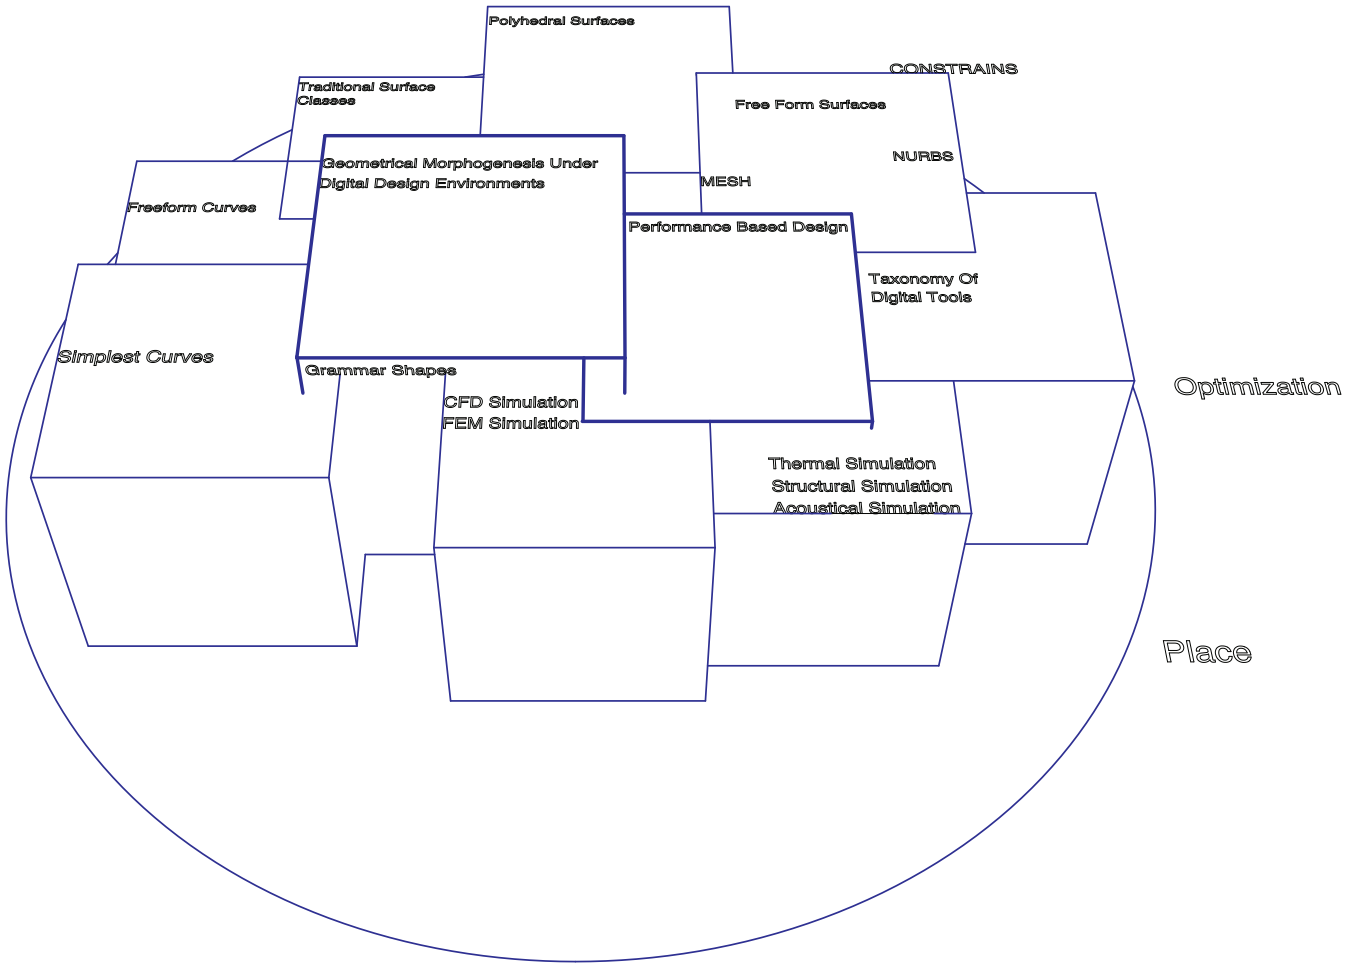 Polyhedral Surfaces
CONSTRAINS
Traditional Surface
Classes
Free Form Surfaces
NURBS
Geometrical Morphogenesis Under
Digital Design Environments
MESH
Freeform Curves
Performance Based Design
Taxonomy Of
Digital Tools
Simplest Curves
Grammar Shapes
Optimization
CFD Simulation
FEM Simulation
Thermal Simulation
Structural Simulation
Acoustical Simulation
Place